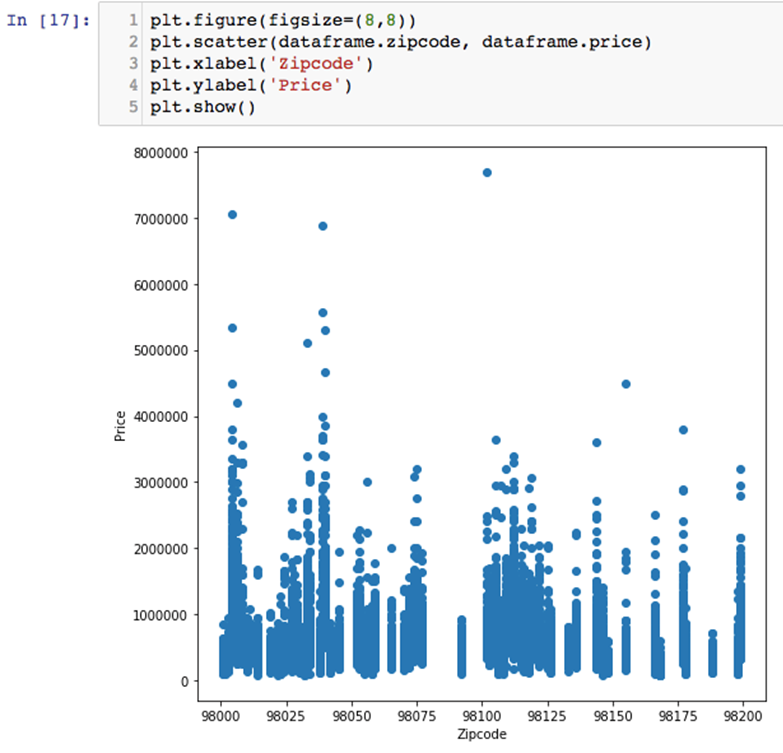 In [17]:
1 plt.figure(figsize=(8,8))
2 plt.scatter(dataframe.zipcode, dataframe.price)
3 plt.xlabel('Zipcode')
4 plt.ylabel('Price')
5 plt.show()
8000000
7000000
6000000
5000000
4000000
3000000
2000000
1000000
0
Price
98000 98025 98050 98075 98100 98125 98150 98175 98200
Zipcode